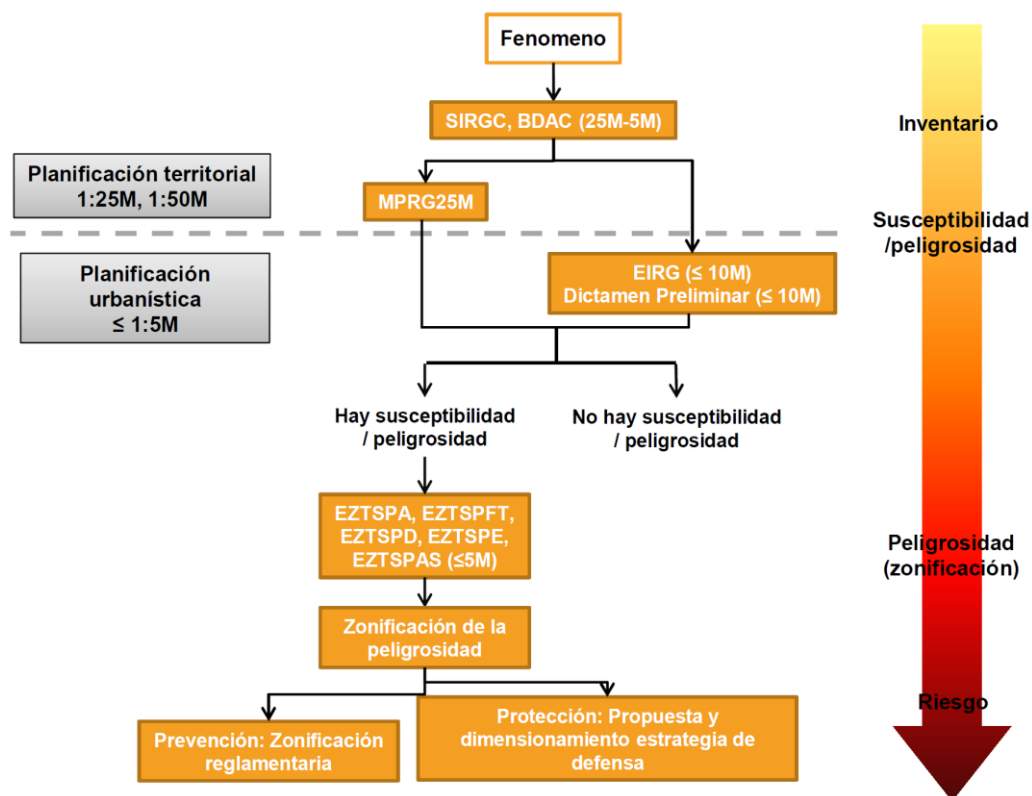 Fenomeno
SIRGC, BDAC (25M-5M)
Inventario
Planificación territorial
1:25M, 1:50M
MPRG25M
Susceptibilidad
/peligrosidad
Planificación
urbanística
≤ 1:5M
EIRG (≤ 10M)
Dictamen Preliminar (≤ 10M)
Hay susceptibilidad
/ peligrosidad
No hay susceptibilidad
/ peligrosidad
EZTSPA, EZTSPFT,
EZTSPD, EZTSPE,
EZTSPAS (≤5M)
Peligrosidad
(zonificación)
Zonificación de la
peligrosidad
Riesgo
Prevención: Zonificación
reglamentaria
Protección: Propuesta y
dimensionamiento estrategia de
defensa